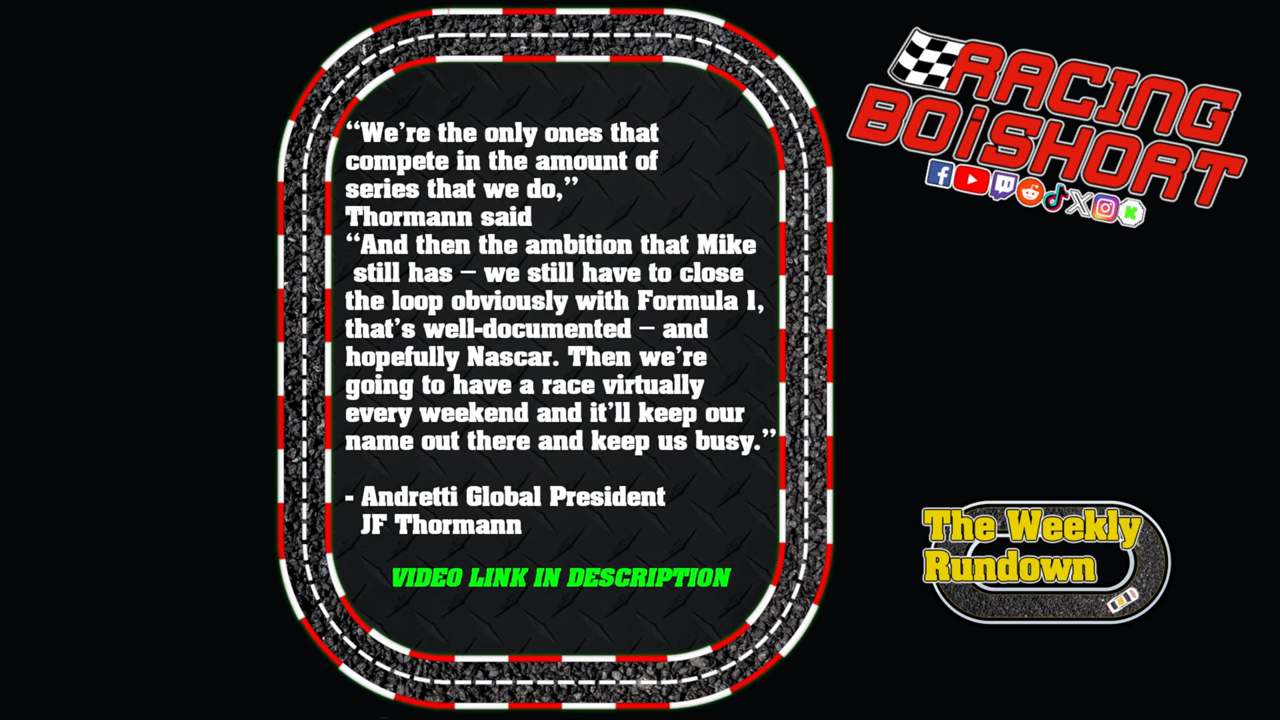 “We’re the only ones that
compete in the amount of
series that we do,”
Thormann said
“And then the ambition that Mike
still has – we still have to close
the loop obviously with Formula 1,
that’s well-documented – and
hopefully Nascar. Then we’re
going to have a race virtually
every weekend and it’ll keep our
name out there and keep us busy.”
- Andretti Global President
JF Thormann
VIDEO LINK IN DESCRIPTION
RACING
BOiSHORT
The Weekly
Rundown